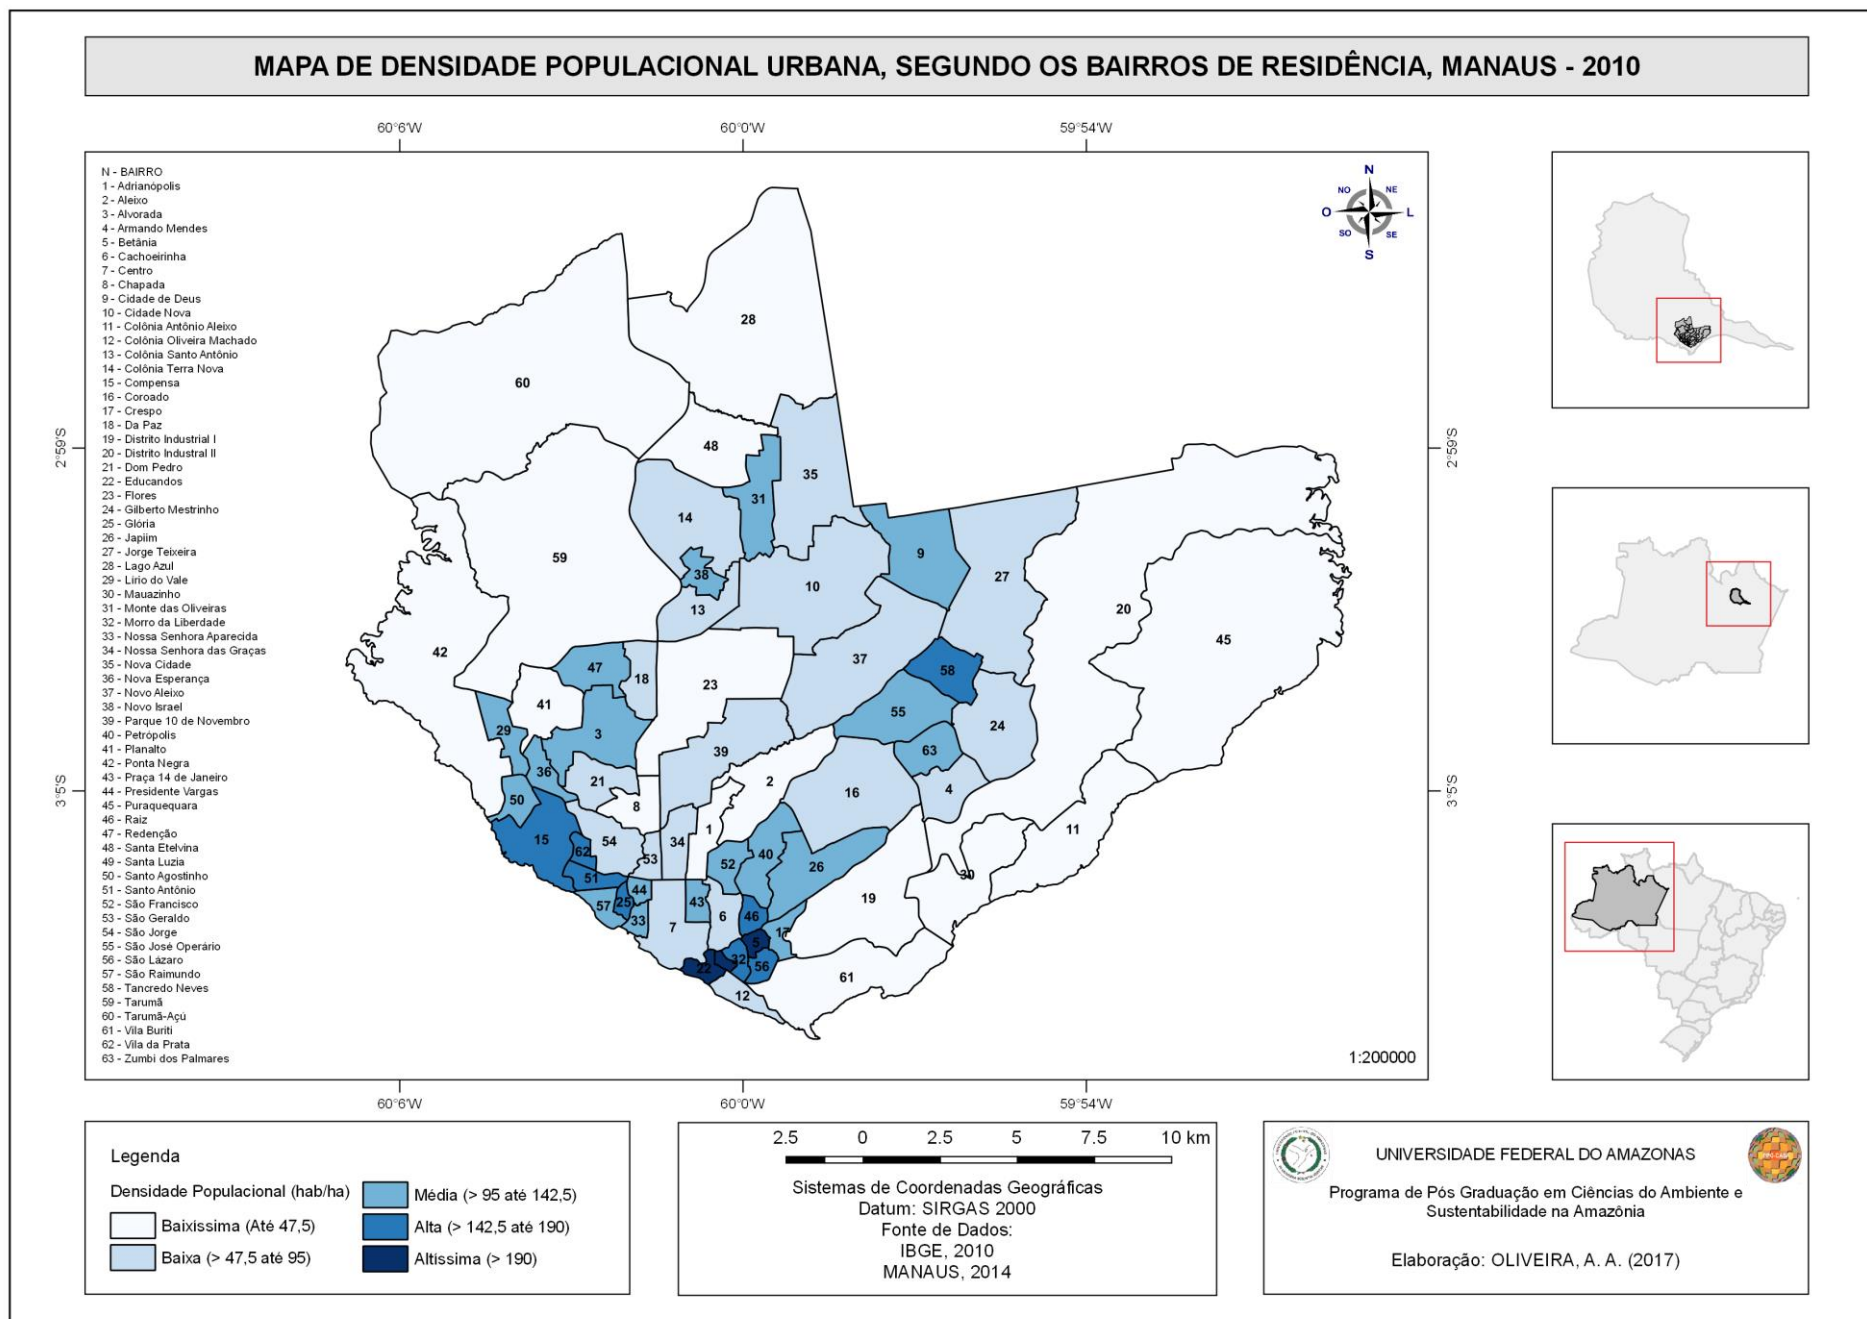 MAPA DE DENSIDADE POPULACIONAL URBANA, SEGUNDO OS BAIRROS DE RESIDÊNCIA, MANAUS - 2010
60°6'W 60°0'W 59°54'W
N - BAIRRO
1 - Adrianópolis
2 - Aleixo
3 - Alvorada
4 - Armando Mendes
5 - Betânia
6 - Cachoeirinha
7 - Centro
8 - Chapada
9 - Cidade de Deus
10 - Cidade Nova
11 - Colônia Antônio Aleixo
12 - Colônia Oliveira Machado
13 - Colônia Santo Antônio
14 - Colônia Terra Nova
15 - Compensa
16 - Coroado
17 - Crespo
18 - Da Paz
19 - Distrito Industrial I
20 - Distrito Industral II
21 - Dom Pedro
22 - Educandos
23 - Flores
24 - Gilberto Mestrinho
25 - Glória
26 - Japiim
27 - Jorge Teixeira
28 - Lago Azul
29 - Lírio do Vale
30 - Mauazinho
31 - Monte das Oliveiras
32 - Morro da Liberdade
33 - Nossa Senhora Aparecida
34 - Nossa Senhora das Graças
35 - Nova Cidade
36 - Nova Esperança
37 - Novo Aleixo
38 - Novo Israel
39 - Parque 10 de Novembro
40 - Petrópolis
41 - Planalto
42 - Ponta Negra
43 - Praça 14 de Janeiro
44 - Presidente Vargas
45 - Puraquequara
46 - Raiz
47 - Redenção
48 - Santa Etelvina
49 - Santa Luzia
50 - Santo Agostinho
51 - Santo Antônio
52 - São Francisco
53 - São Geraldo
54 - São Jorge
55 - São José Operário
56 - São Lázaro
57 - São Raimundo
58 - Tancredo Neves
59 - Tarumã
60 - Tarumã-Açú
61 - Vila Buriti
62 - Vila da Prata
63 - Zumbi dos Palmares
N
NO NE
O L
SO SE
S
2°59'S 2°59'S
3°5'S 3°5'S
28
60
48
35
31
14
9
59
38
10
27
13
20
42
45
47
18
37
58
23
41
29
3
55
24
39
63
36
21
2
50
8
16
4
1
11
15
54
34
62
53
52
40
26
51
30
44
57
25
43
19
33
6
46
7
17
5
32
22
56
61
12
1:200000
60°6'W 60°0'W 59°54'W
Legenda
Densidade Populacional (hab/ha)
Baixissima (Até 47,5)
Baixa (> 47,5 até 95)
Média (> 95 até 142,5)
Alta (> 142,5 até 190)
Altissima (> 190)
2.5 0 2.5 5 7.5 10 km
Sistemas de Coordenadas Geográficas
Datum: SIRGAS 2000
Fonte de Dados:
IBGE, 2010
MANAUS, 2014
UNIVERSIDADE FEDERAL DO AMAZONAS
Programa de Pós Graduação em Ciências do Ambiente e
Sustentabilidade na Amazônia
Elaboração: OLIVEIRA, A. A. (2017)